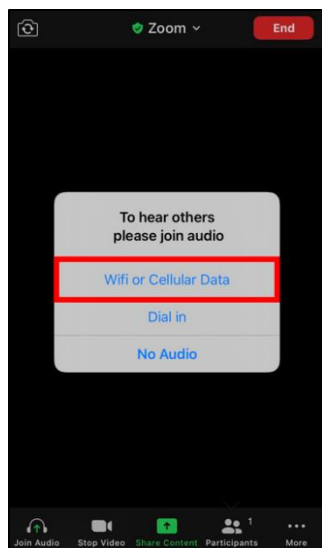 Zoom
End
To hear others
please join audio
Wifi or Cellular Data
Dial in
No Audio
1
Join Audio Stop Video Share Content Participants More